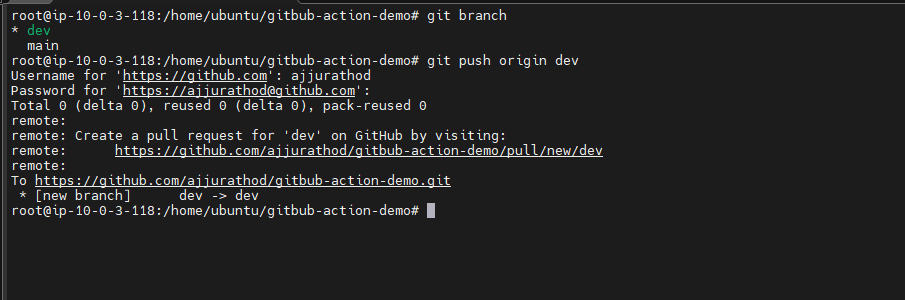 root@ip-10-0-3-118:/home/ubuntu/gitbub-action-demo# git branch
* dev
  main
root@ip-10-0-3-118:/home/ubuntu/gitbub-action-demo# git push origin dev
Username for 'https://github.com': ajjurathod
Password for 'https://ajjurathod@github.com':
Total 0 (delta 0), reused 0 (delta 0), pack-reused 0
remote:
remote: Create a pull request for 'dev' on GitHub by visiting:
remote:      https://github.com/ajjurathod/gitbub-action-demo/pull/new/dev
remote:
To https://github.com/ajjurathod/gitbub-action-demo.git
 * [new branch]      dev -> dev
root@ip-10-0-3-118:/home/ubuntu/gitbub-action-demo#